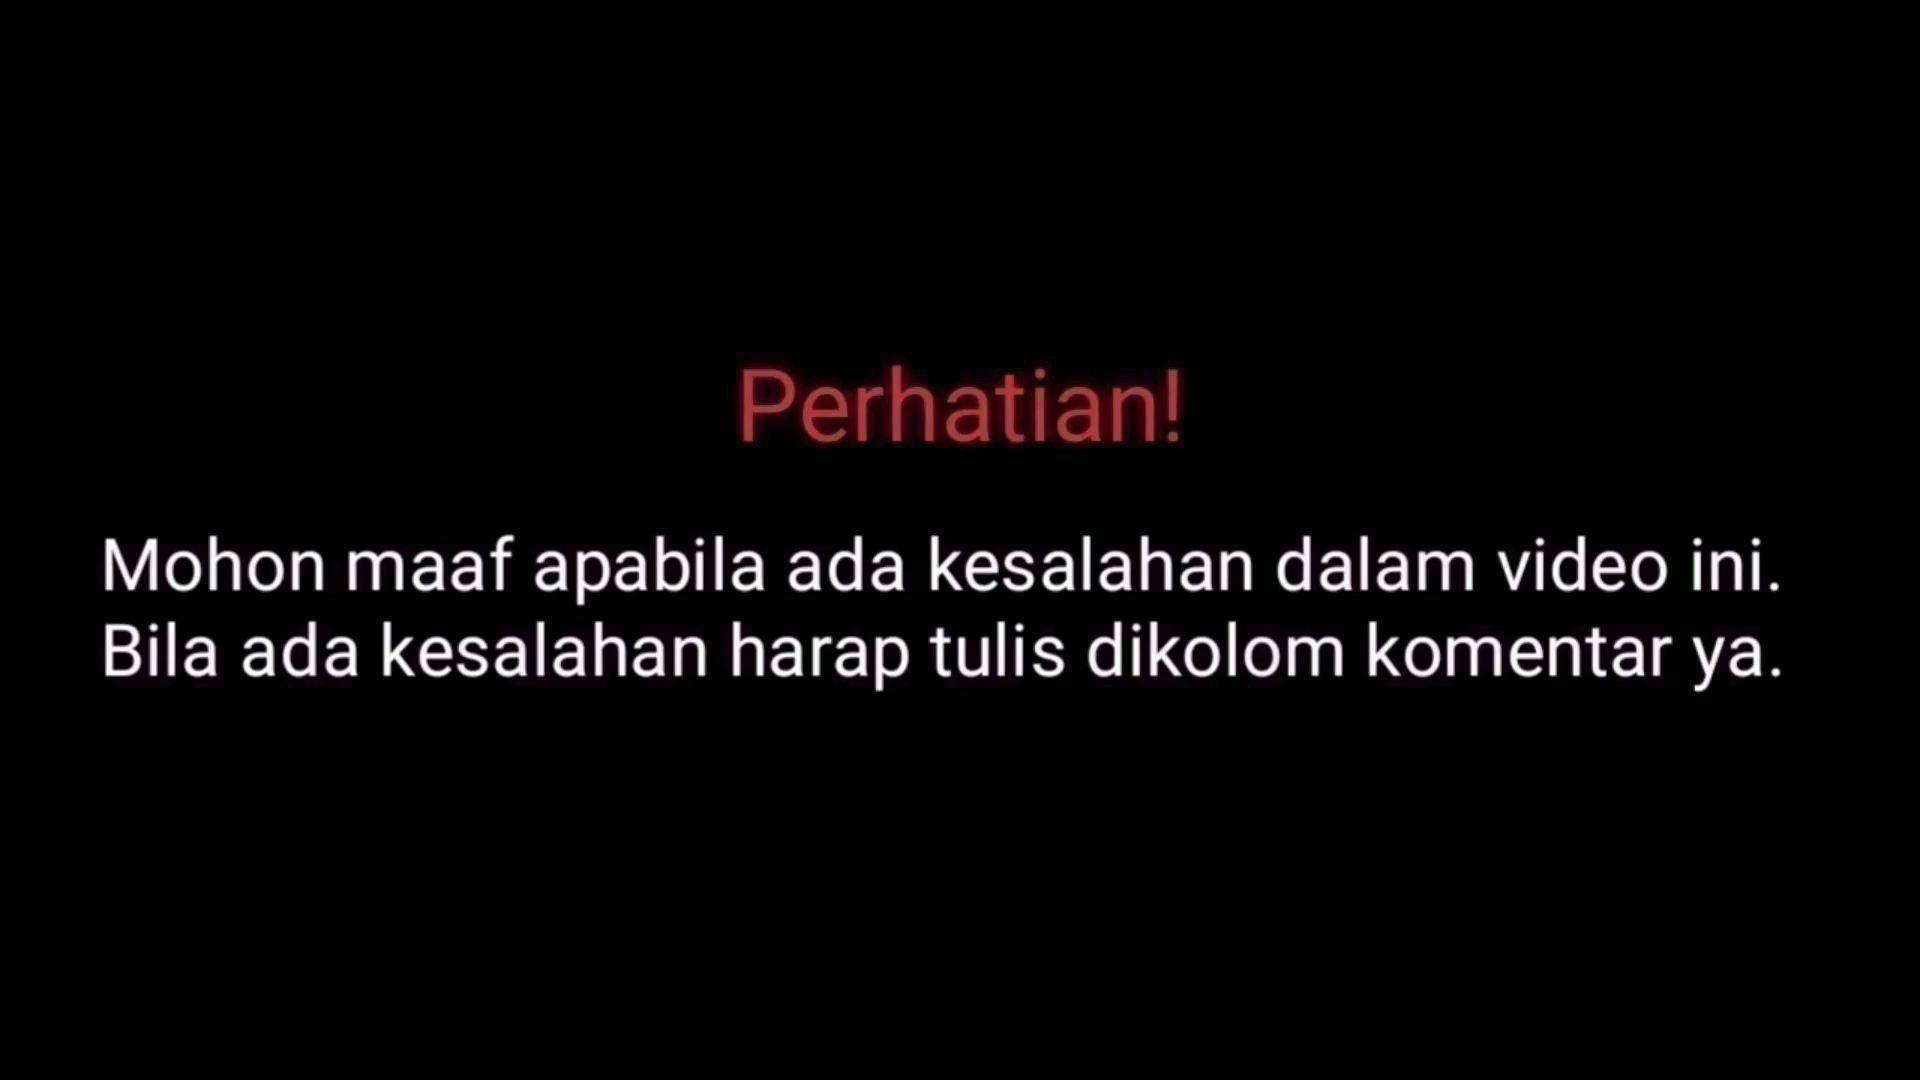 Perhatian!
Mohon maaf apabila ada kesalahan dalam video ini.
Bila ada kesalahan harap tulis dikolom komentar ya.